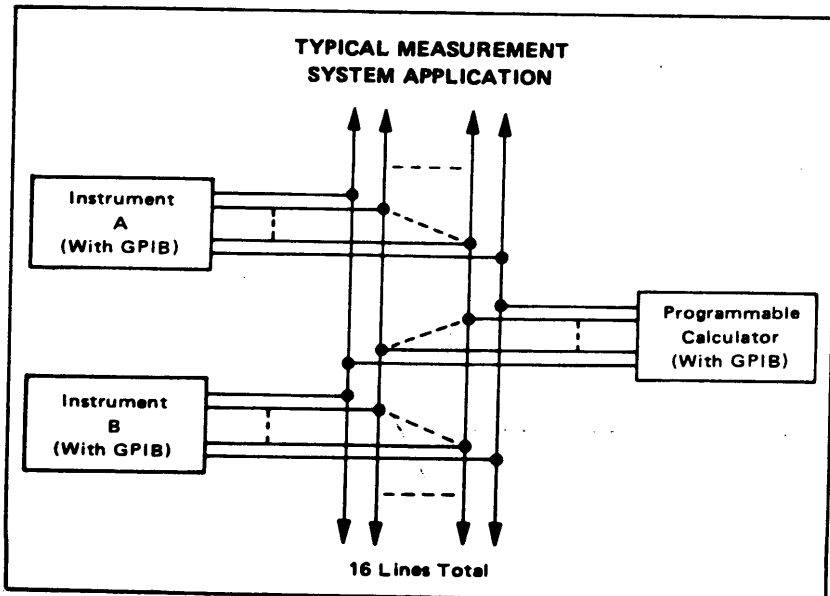 TYPICAL MEASUREMENT
SYSTEM APPLICATION
Instrument
A
(With GPIB)
Programmable
Calculator
(With GPIB)
Instrument
B
(With GPIB)
16 Lines Total